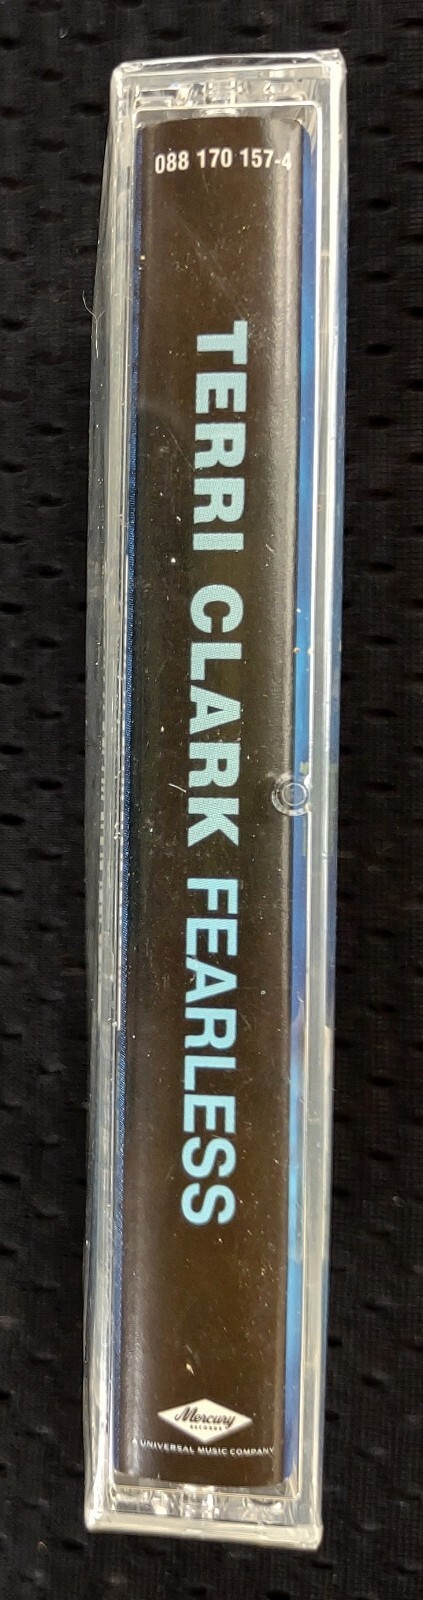 088 170 157-4
TERRI CLARK FEARLESS
Mercury
RECORDS
A UNIVERSAL MUSIC COMPANY